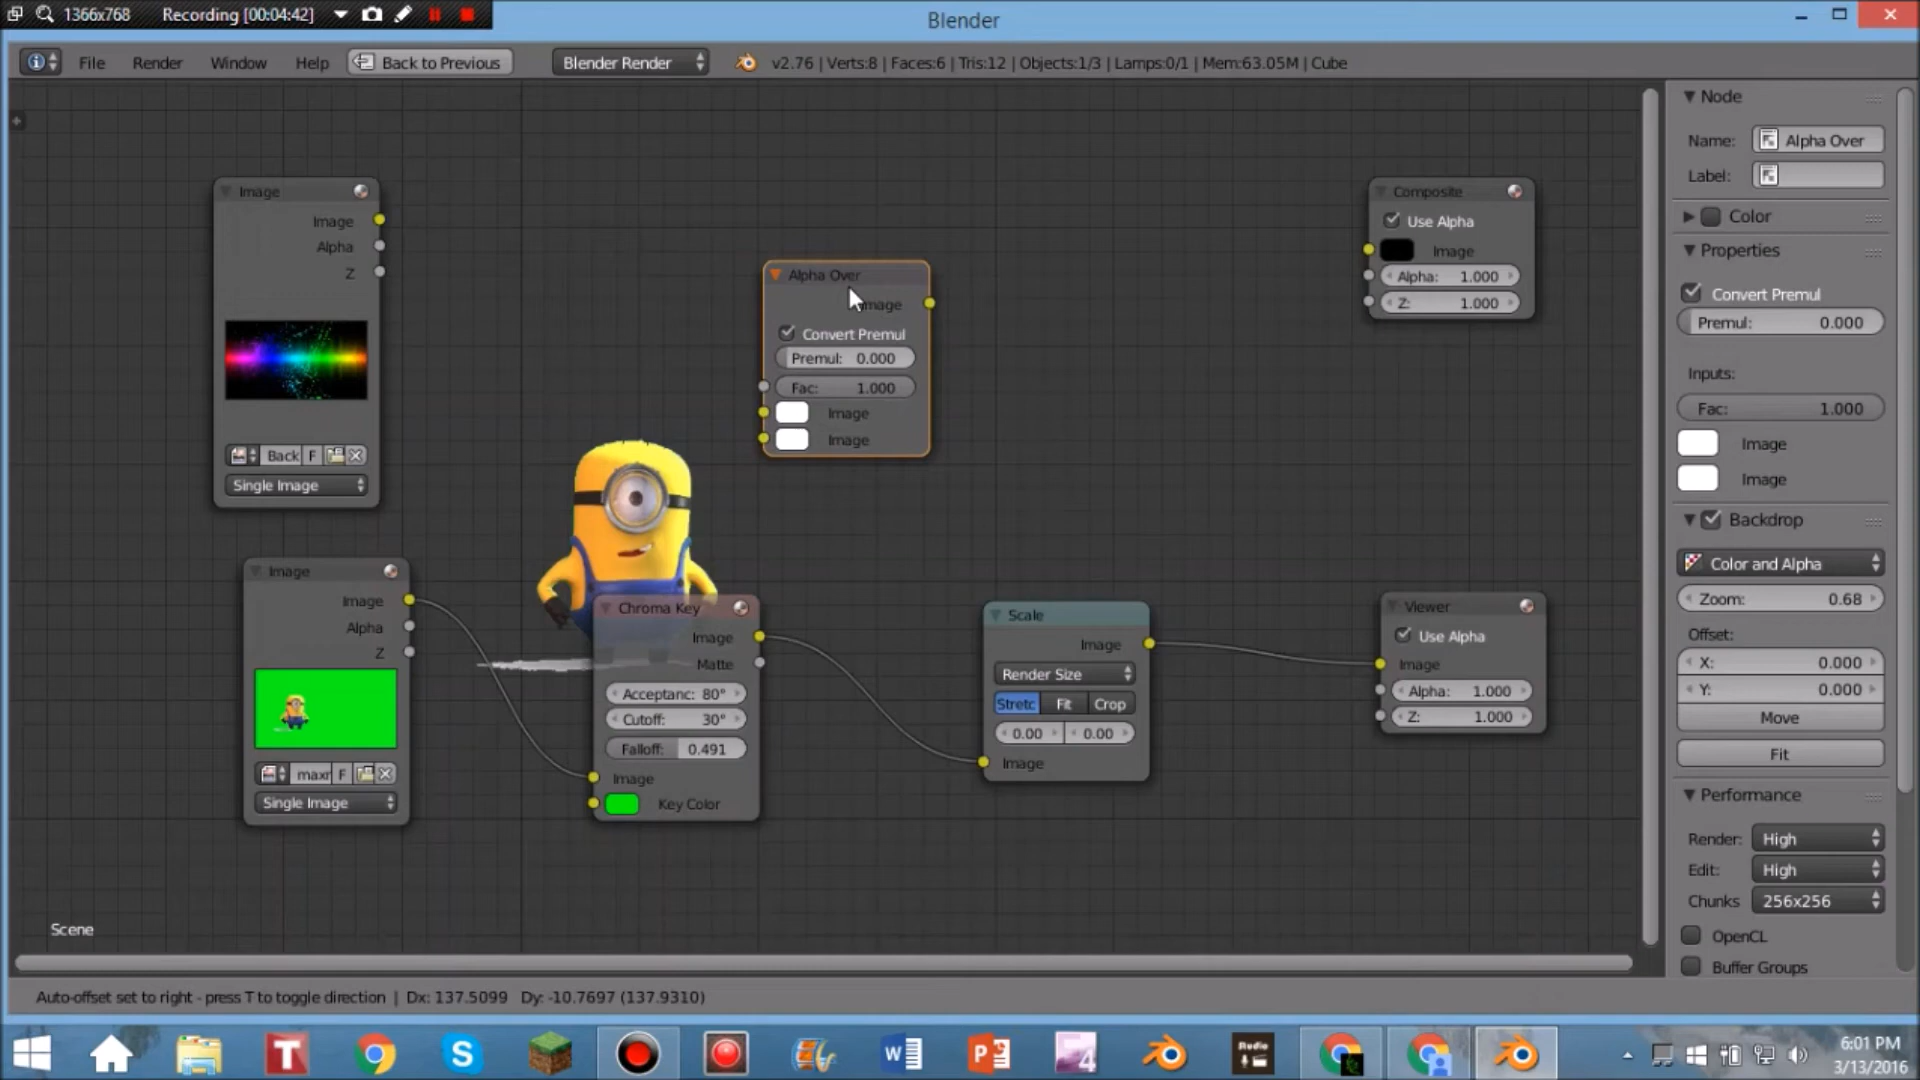 1366x768 Recording [00:04:42]
Blender
File Render Window Help Back to Previous Blender Render v2.76 | Verts:8 | Faces:6 | Tris:12 | Objects:1/3 | Lamps:0/1 | Mem:63.05M | Cube
Image
Image
Alpha
Z
Back F
Single Image
Image
Image
Alpha
Z
F
Single Image
Alpha Over
Image
Convert Premul
Premul: 0.000
Fac: 1.000
Image
Image
Chroma Key
Image
Matte
Acceptanc: 80°
Cutoff: 30°
Falloff: 0.491
Image
Key Color
Scale
Image
Render Size
Stretc Fit Crop
0.00 0.00
Image
Composite
Use Alpha
Image
Alpha: 1.000
Z: 1.000
Viewer
Use Alpha
Image
Alpha: 1.000
Z: 1.000
Node
Name: Alpha Over
Label:
Color
Properties
Convert Premul
Premul: 0.000
Inputs:
Fac: 1.000
Image
Image
Backdrop
Color and Alpha
Zoom: 0.68
Offset:
X: 0.000
Y: 0.000
Move
Fit
Performance
Render: High
Edit: High
Chunks 256x256
OpenCL
Buffer Groups
Scene
Auto-offset set to right - press T to toggle direction | Dx: 137.5099 Dy: -10.7697 (137.9310)
6:01 PM
3/13/2016